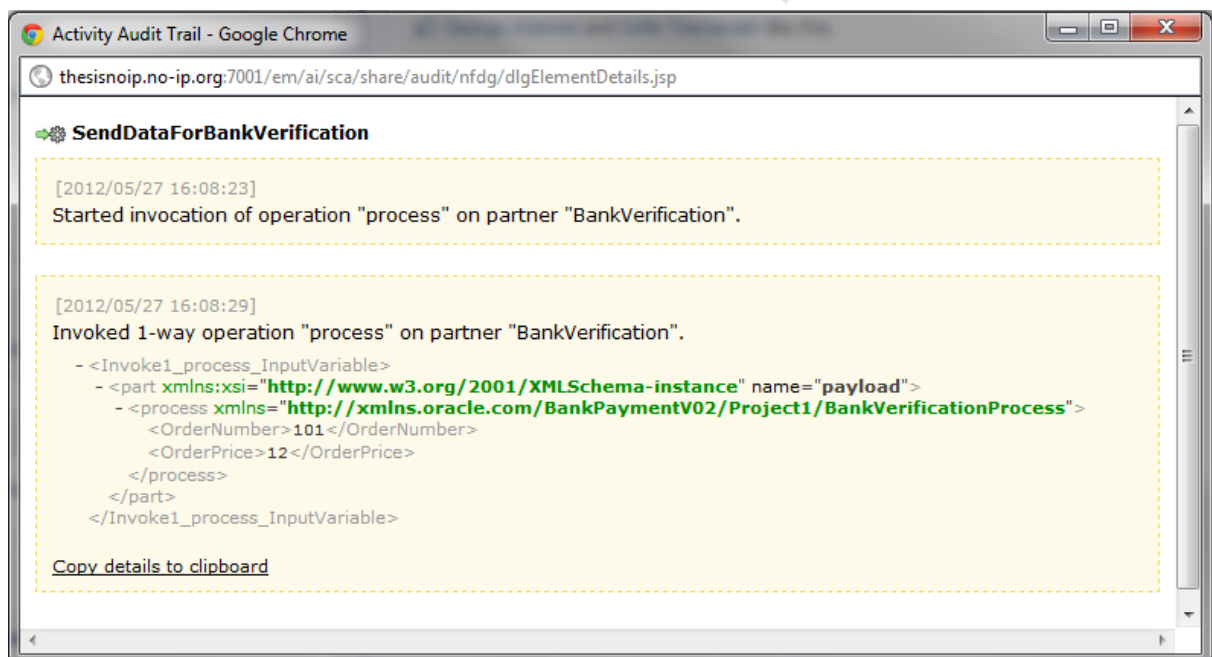 Activity Audit Trail - Google Chrome
thesisnoip.no-ip.org:7001/em/ai/sca/share/audit/nfdg/dlgElementDetails.jsp
SendDataForBankVerification
[2012/05/27 16:08:23]
Started invocation of operation "process" on partner "BankVerification".
[2012/05/27 16:08:29]
Invoked 1-way operation "process" on partner "BankVerification".
- <Invoke1_process_InputVariable>
- <part xmlns:xsi="http://www.w3.org/2001/XMLSchema-instance" name="payload">
- <process xmlns="http://xmlns.oracle.com/BankPaymentV02/Project1/BankVerificationProcess">
<OrderNumber>101</OrderNumber>
<OrderPrice>12</OrderPrice>
</process>
</part>
</Invoke1_process_InputVariable>
Copy details to clipboard